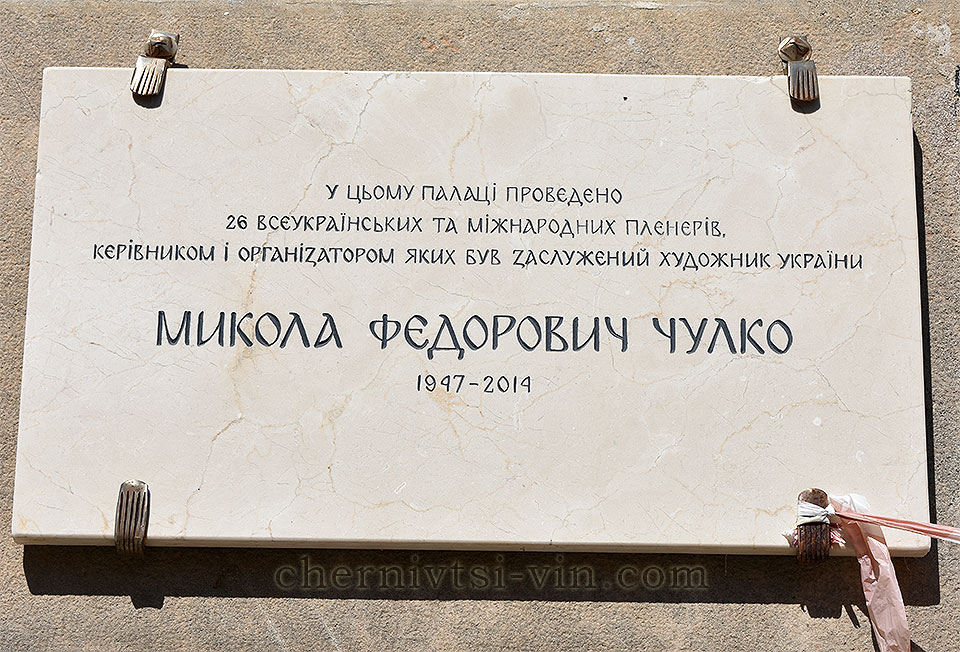 У ЦЬОМУ ПАЛАЦІ ПРОВЕДЕНО
26 ВСЕУКРАЇНСЬКИХ ТА МІЖНАРОДНИХ ПЛЕНЕРІВ,
КЕРІВНИКОМ І ОРГАНІЗАТОРОМ ЯКИХ БУВ ЗАСЛУЖЕНИЙ ХУДОЖНИК УКРАЇНИ
МИКОЛА ФЕДОРОВИЧ ЧУЛКО
1947-2014
chernivtsi-vin.com